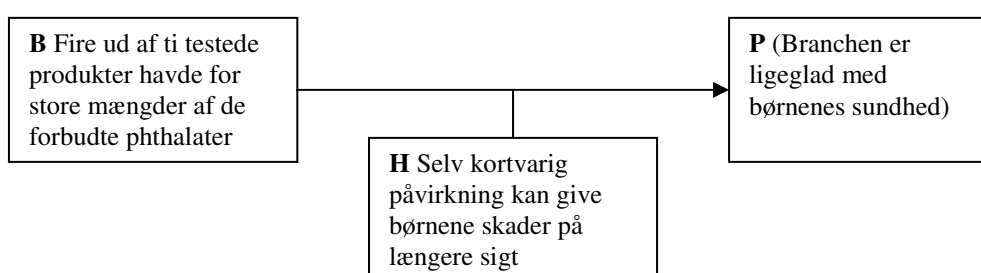 B Fire ud af ti testede
produkter havde for
store mængder af de
forbudte phthalater
P (Branchen er
ligeglad med
børnenes sundhed)
H Selv kortvarig
påvirkning kan give
børnene skader på
længere sigt